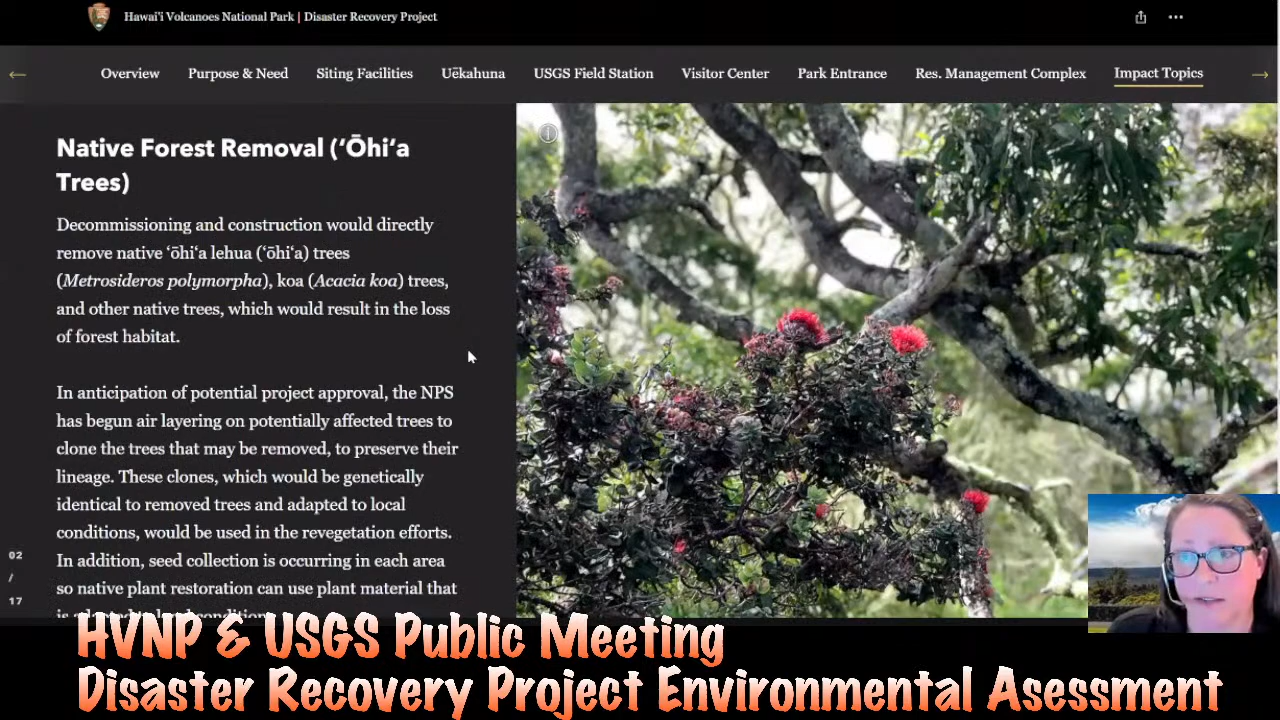 Hawai'i Volcanoes National Park | Disaster Recovery Project
Overview Purpose & Need Siting Facilities Uēkahuna USGS Field Station Visitor Center Park Entrance Res. Management Complex Impact Topics
Native Forest Removal (ʻŌhiʻa
Trees)
Decommissioning and construction would directly
remove native ʻōhiʻa lehua (ʻōhiʻa) trees
(Metrosideros polymorpha), koa (Acacia koa) trees,
and other native trees, which would result in the loss
of forest habitat.
In anticipation of potential project approval, the NPS
has begun air layering on potentially affected trees to
clone the trees that may be removed, to preserve their
lineage. These clones, which would be genetically
identical to removed trees and adapted to local
conditions, would be used in the revegetation efforts.
In addition, seed collection is occurring in each area
so native plant restoration can use plant material that
02
/
17
HVNP & USGS Public Meeting
Disaster Recovery Project Environmental Asessment